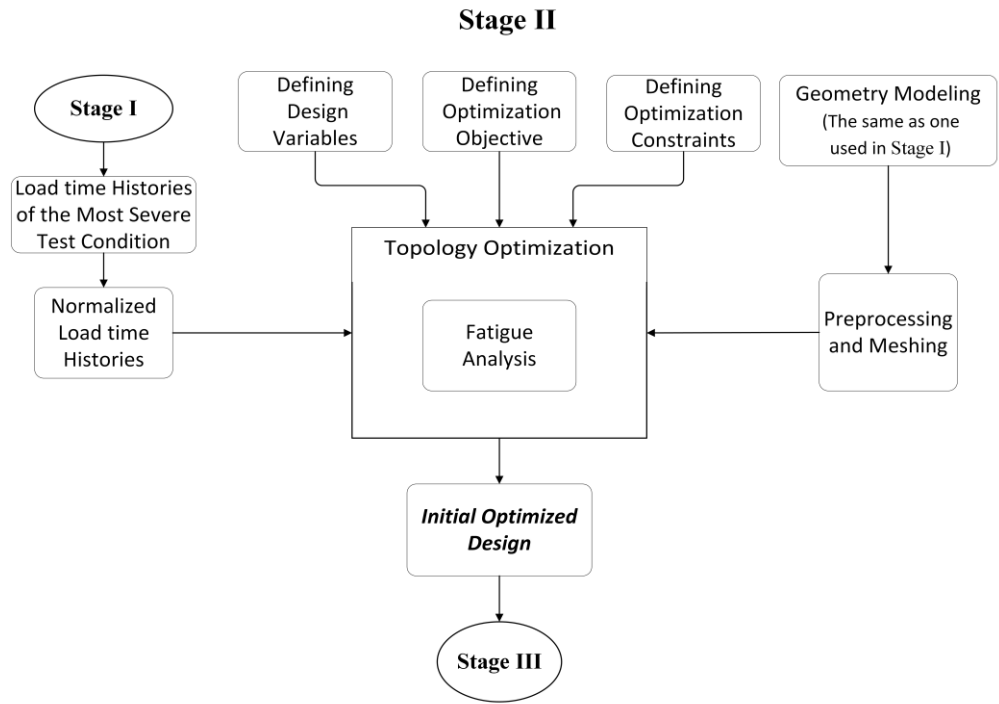 Stage II
Stage I
Defining
Design
Variables
Defining
Optimization
Objective
Defining
Optimization
Constraints
Geometry Modeling
(The same as one
used in Stage I)
Load time Histories
of the Most Severe
Test Condition
Normalized
Load time
Histories
Topology Optimization
Fatigue
Analysis
Preprocessing
and Meshing
Initial Optimized
Design
Stage III